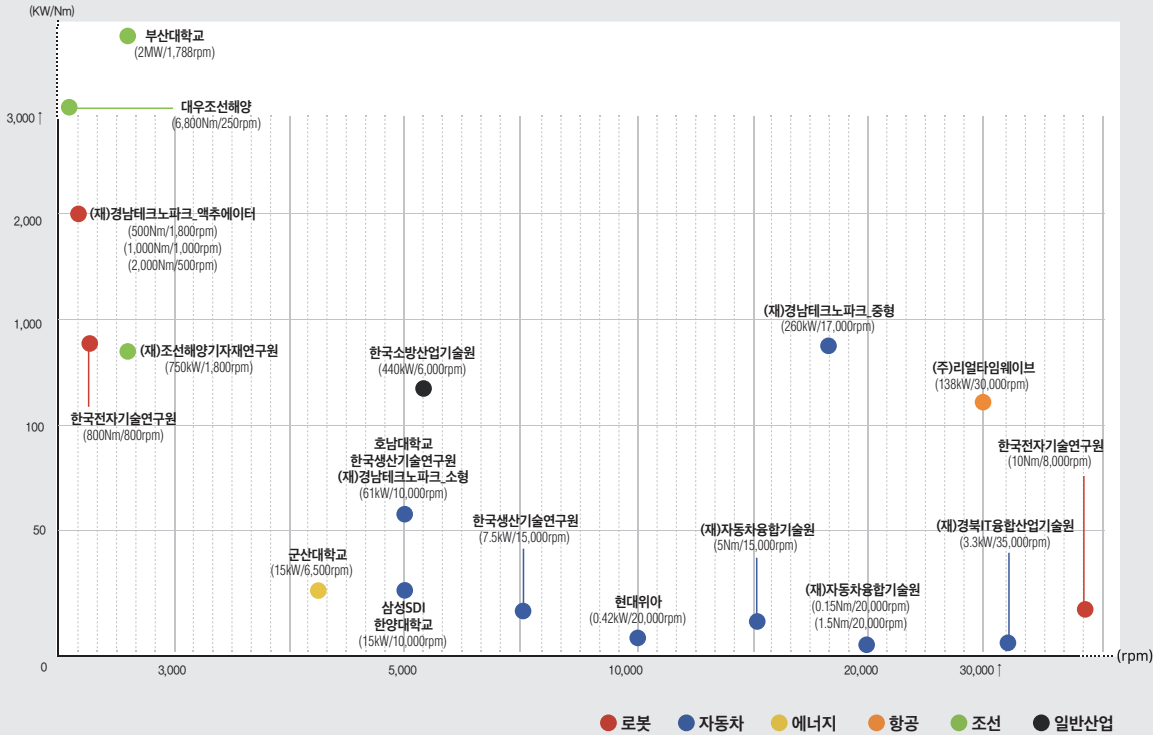 (KW/Nm)
부산대학교
(2MW/1,788rpm)
대우조선해양
(6,800Nm/250rpm)
3,000↑
2,000
(재)경남테크노파크_액추에이터
(500Nm/1,800rpm)
(1,000Nm/1,000rpm)
(2,000Nm/500rpm)
1,000
(재)경남테크노파크_중형
(260kW/17,000rpm)
(재)조선해양기자재연구원
(750kW/1,800rpm)
한국소방산업기술원
(440kW/6,000rpm)
(주)리얼타임웨이브
(138kW/30,000rpm)
한국전자기술연구원
(800Nm/800rpm)
100
호남대학교
한국생산기술연구원
(재)경남테크노파크_소형
(61kW/10,000rpm)
한국전자기술연구원
(10Nm/8,000rpm)
50
한국생산기술연구원
(7.5kW/15,000rpm)
(재)자동차융합기술원
(5Nm/15,000rpm)
(재)경북IT융합산업기술원
(3.3kW/35,000rpm)
군산대학교
(15kW/6,500rpm)
삼성SDI
한양대학교
(15kW/10,000rpm)
현대위아
(0.42kW/20,000rpm)
(재)자동차융합기술원
(0.15Nm/20,000rpm)
(1.5Nm/20,000rpm)
0
3,000
5,000
10,000
20,000
30,000↑
(rpm)
로봇
자동차
에너지
항공
조선
일반산업